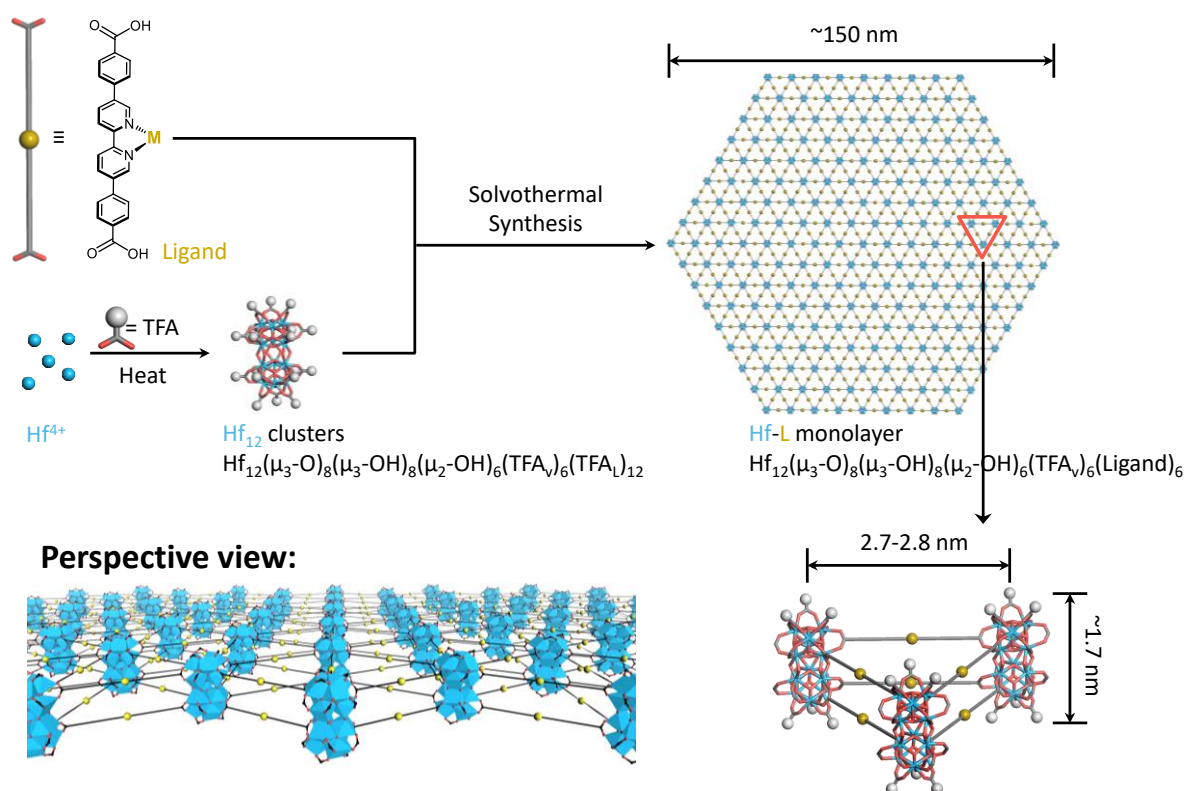 O
OH
N
M
N
O
OH
≡
Ligand
= TFA
Heat
Hf⁴⁺
Hf₁₂ clusters
Hf₁₂(μ₃-O)₈(μ₃-OH)₈(μ₂-OH)₆(TFAᵥ)₆(TFA_L)₁₂
Solvothermal
Synthesis
~150 nm
Hf-L monolayer
Hf₁₂(μ₃-O)₈(μ₃-OH)₈(μ₂-OH)₆(TFAᵥ)₆(Ligand)₆
Perspective view:
2.7-2.8 nm
~1.7 nm